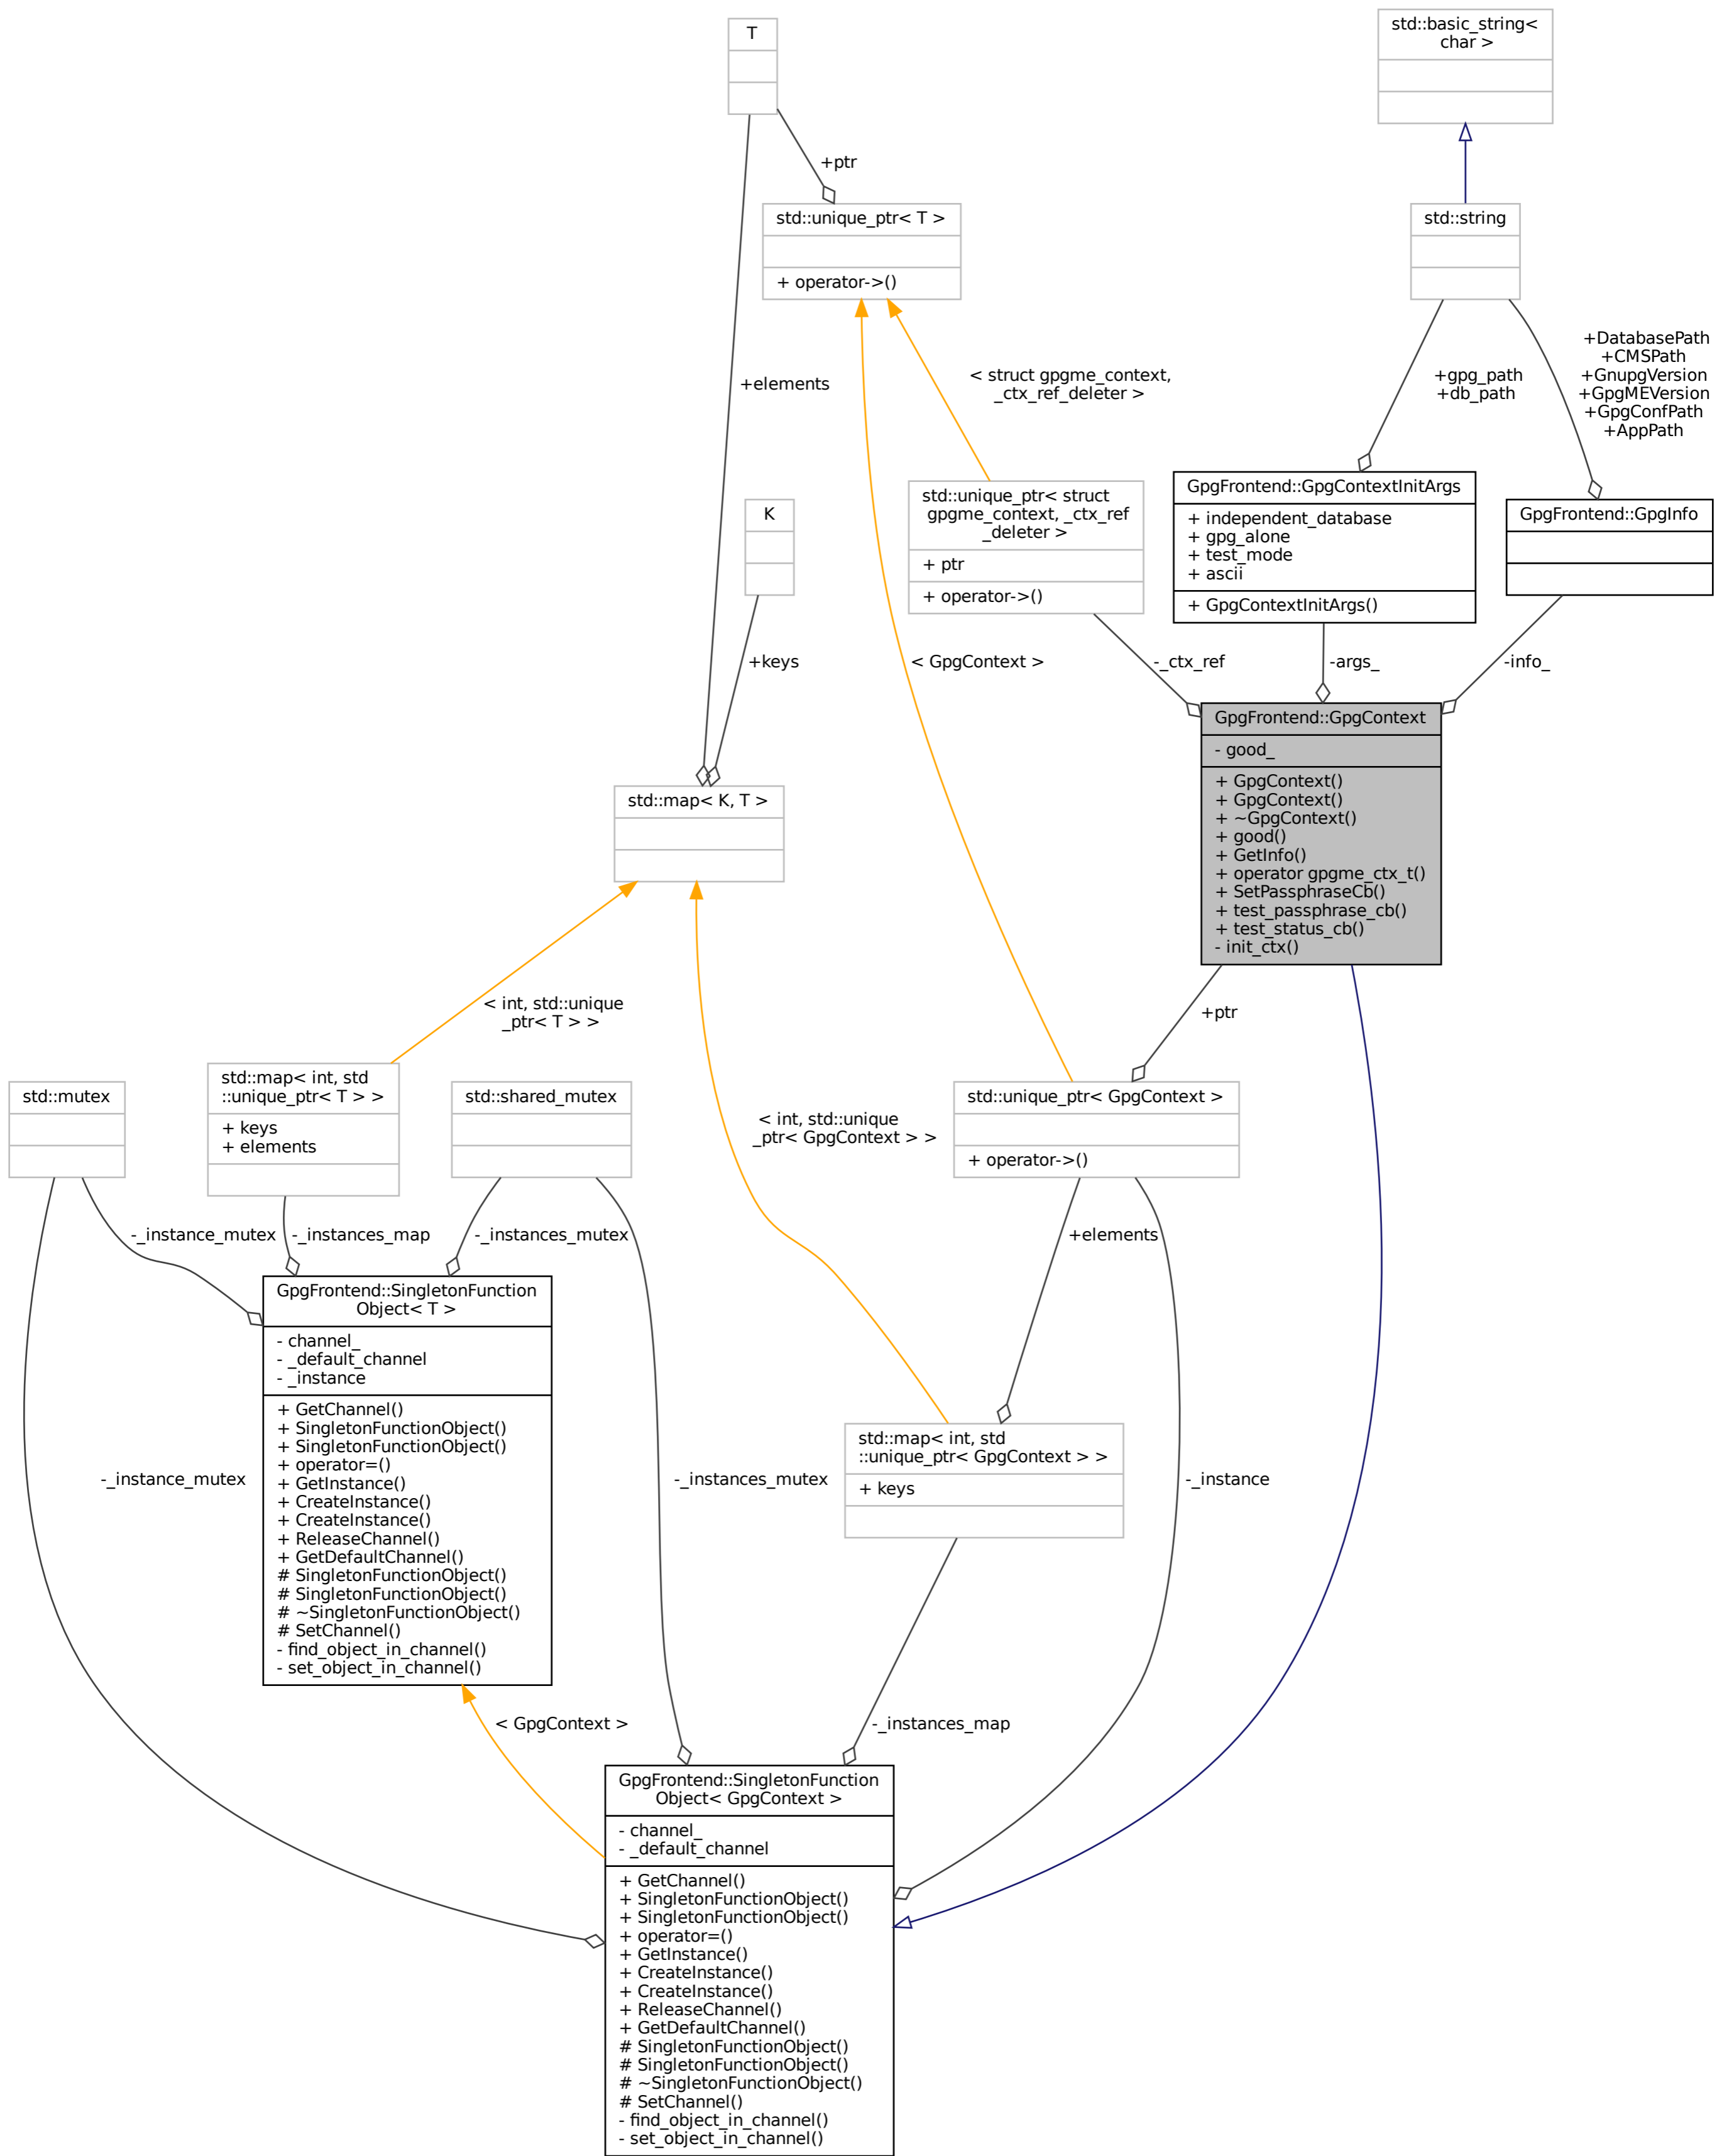 T
std::basic_string<
char >
+ptr
std::unique_ptr< T >
+ operator->()
std::string
+elements
< struct gpgme_context,
_ctx_ref_deleter >
+gpg_path
+db_path
+DatabasePath
+CMSPath
+GnupgVersion
+GpgMEVersion
+GpgConfPath
+AppPath
K
std::unique_ptr< struct
gpgme_context, _ctx_ref
_deleter >
+ ptr
+ operator->()
GpgFrontend::GpgContextInitArgs
+ independent_database
+ gpg_alone
+ test_mode
+ ascii
+ GpgContextInitArgs()
GpgFrontend::GpgInfo
+keys
< GpgContext >
-_ctx_ref
-args_
-info_
GpgFrontend::GpgContext
- good_
+ GpgContext()
+ GpgContext()
+ ~GpgContext()
+ good()
+ GetInfo()
+ operator gpgme_ctx_t()
+ SetPassphraseCb()
+ test_passphrase_cb()
+ test_status_cb()
- init_ctx()
std::map< K, T >
< int, std::unique
_ptr< T > >
+ptr
std::mutex
std::map< int, std
::unique_ptr< T > >
+ keys
+ elements
std::shared_mutex
< int, std::unique
_ptr< GpgContext > >
std::unique_ptr< GpgContext >
+ operator->()
-_instance_mutex
-_instances_map
-_instances_mutex
+elements
GpgFrontend::SingletonFunction
Object< T >
- channel_
- _default_channel
- _instance
+ GetChannel()
+ SingletonFunctionObject()
+ SingletonFunctionObject()
+ operator=()
+ GetInstance()
+ CreateInstance()
+ CreateInstance()
+ ReleaseChannel()
+ GetDefaultChannel()
# SingletonFunctionObject()
# SingletonFunctionObject()
# ~SingletonFunctionObject()
# SetChannel()
- find_object_in_channel()
- set_object_in_channel()
-_instance_mutex
-_instances_mutex
std::map< int, std
::unique_ptr< GpgContext > >
+ keys
-_instance
< GpgContext >
-_instances_map
GpgFrontend::SingletonFunction
Object< GpgContext >
- channel_
- _default_channel
+ GetChannel()
+ SingletonFunctionObject()
+ SingletonFunctionObject()
+ operator=()
+ GetInstance()
+ CreateInstance()
+ CreateInstance()
+ ReleaseChannel()
+ GetDefaultChannel()
# SingletonFunctionObject()
# SingletonFunctionObject()
# ~SingletonFunctionObject()
# SetChannel()
- find_object_in_channel()
- set_object_in_channel()